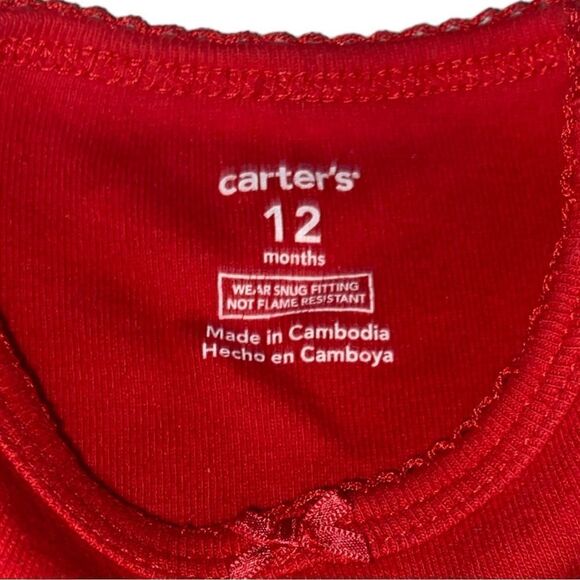 carter's
12
months
WEAR SNUG FITTING
NOT FLAME RESISTANT
Made in Cambodia
Hecho en Camboya